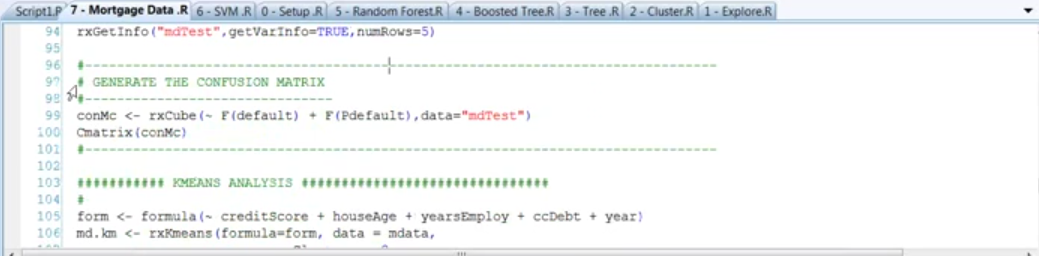 Script1.R 7 - Mortgage Data .R 6 - SVM .R 0 - Setup .R 5 - Random Forest.R 4 - Boosted Tree.R 3 - Tree .R 2 - Cluster.R 1 - Explore.R
94 rxGetInfo("mdTest",getVarInfo=TRUE,numRows=5)
95
96 #--------------------------------------------------------------------------------
97 # GENERATE THE CONFUSION MATRIX
98 #-------------------------------
99 conMc <- rxCube(~ F(default) + F(Pdefault),data="mdTest")
100 Cmatrix(conMc)
101 #--------------------------------------------------------------------------------
102
103 ########### KMEANS ANALYSIS ###############################
104 #
105 form <- formula(~ creditScore + houseAge + yearsEmploy + ccDebt + year)
106 md.km <- rxKmeans(formula=form, data = mdata,